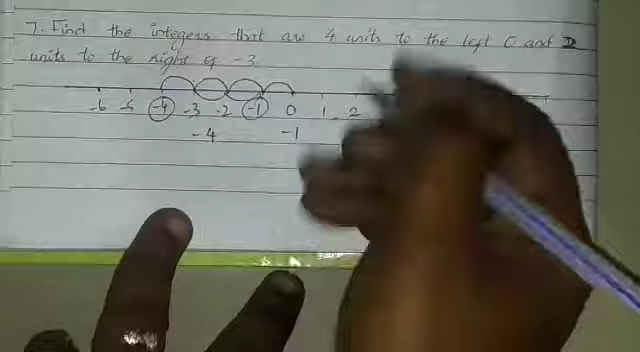 7. Find the integers that are 4 units to the left 0 and 2
units to the right of -3
-6 -5 -4 -3 -2 -1 0 1 2
-4 -1